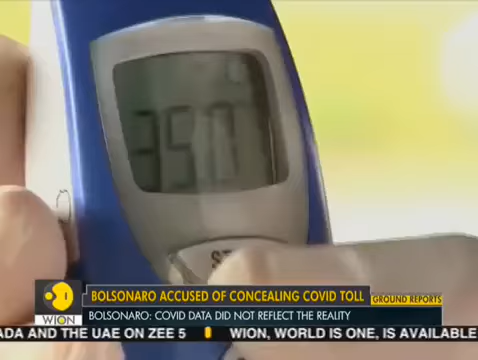 35.0
ST
BOLSONARO ACCUSED OF CONCEALING COVID TOLL
GROUND REPORTS
WION
BOLSONARO: COVID DATA DID NOT REFLECT THE REALITY
ADA AND THE UAE ON ZEE 5 WION, WORLD IS ONE, IS AVAILABLE